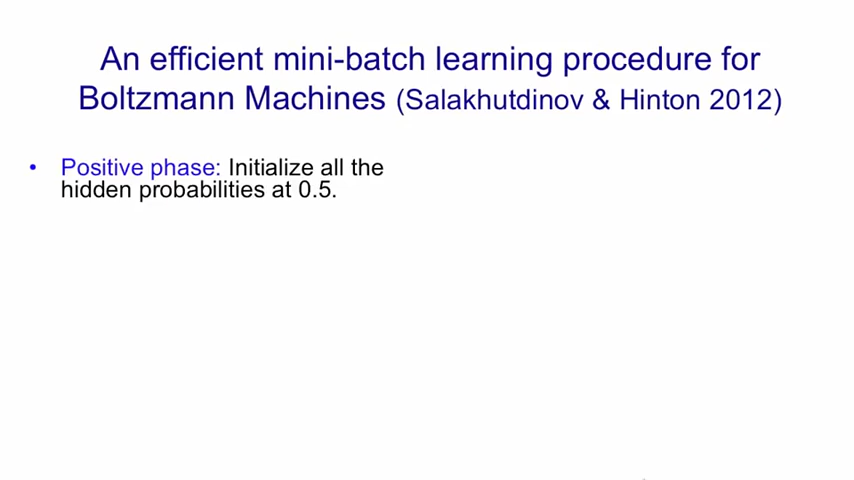 An efficient mini-batch learning procedure for
Boltzmann Machines (Salakhutdinov & Hinton 2012)
• Positive phase: Initialize all the
hidden probabilities at 0.5.